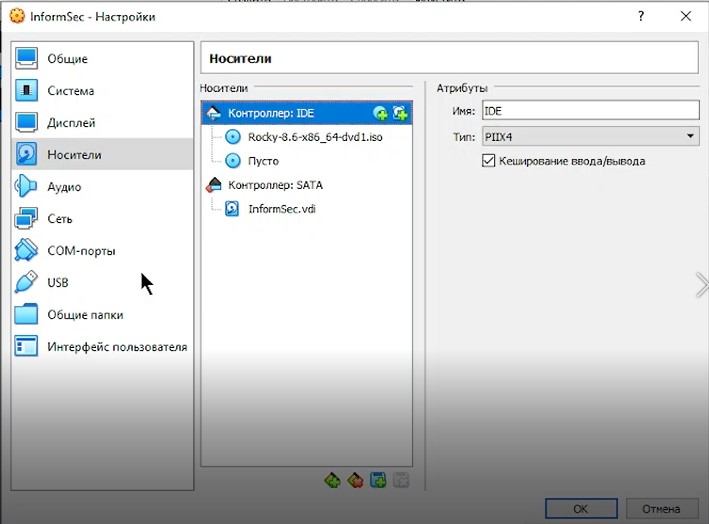 InformSec - Настройки
?
Общие
Система
Дисплей
Носители
Аудио
Сеть
COM-порты
USB
Общие папки
Интерфейс пользователя
Носители
Носители
Контроллер: IDE
Rocky-8.6-x86_64-dvd1.iso
Пусто
Контроллер: SATA
InformSec.vdi
Атрибуты
Имя: IDE
Тип: PIIX4
Кеширование ввода/вывода
OK
Отмена